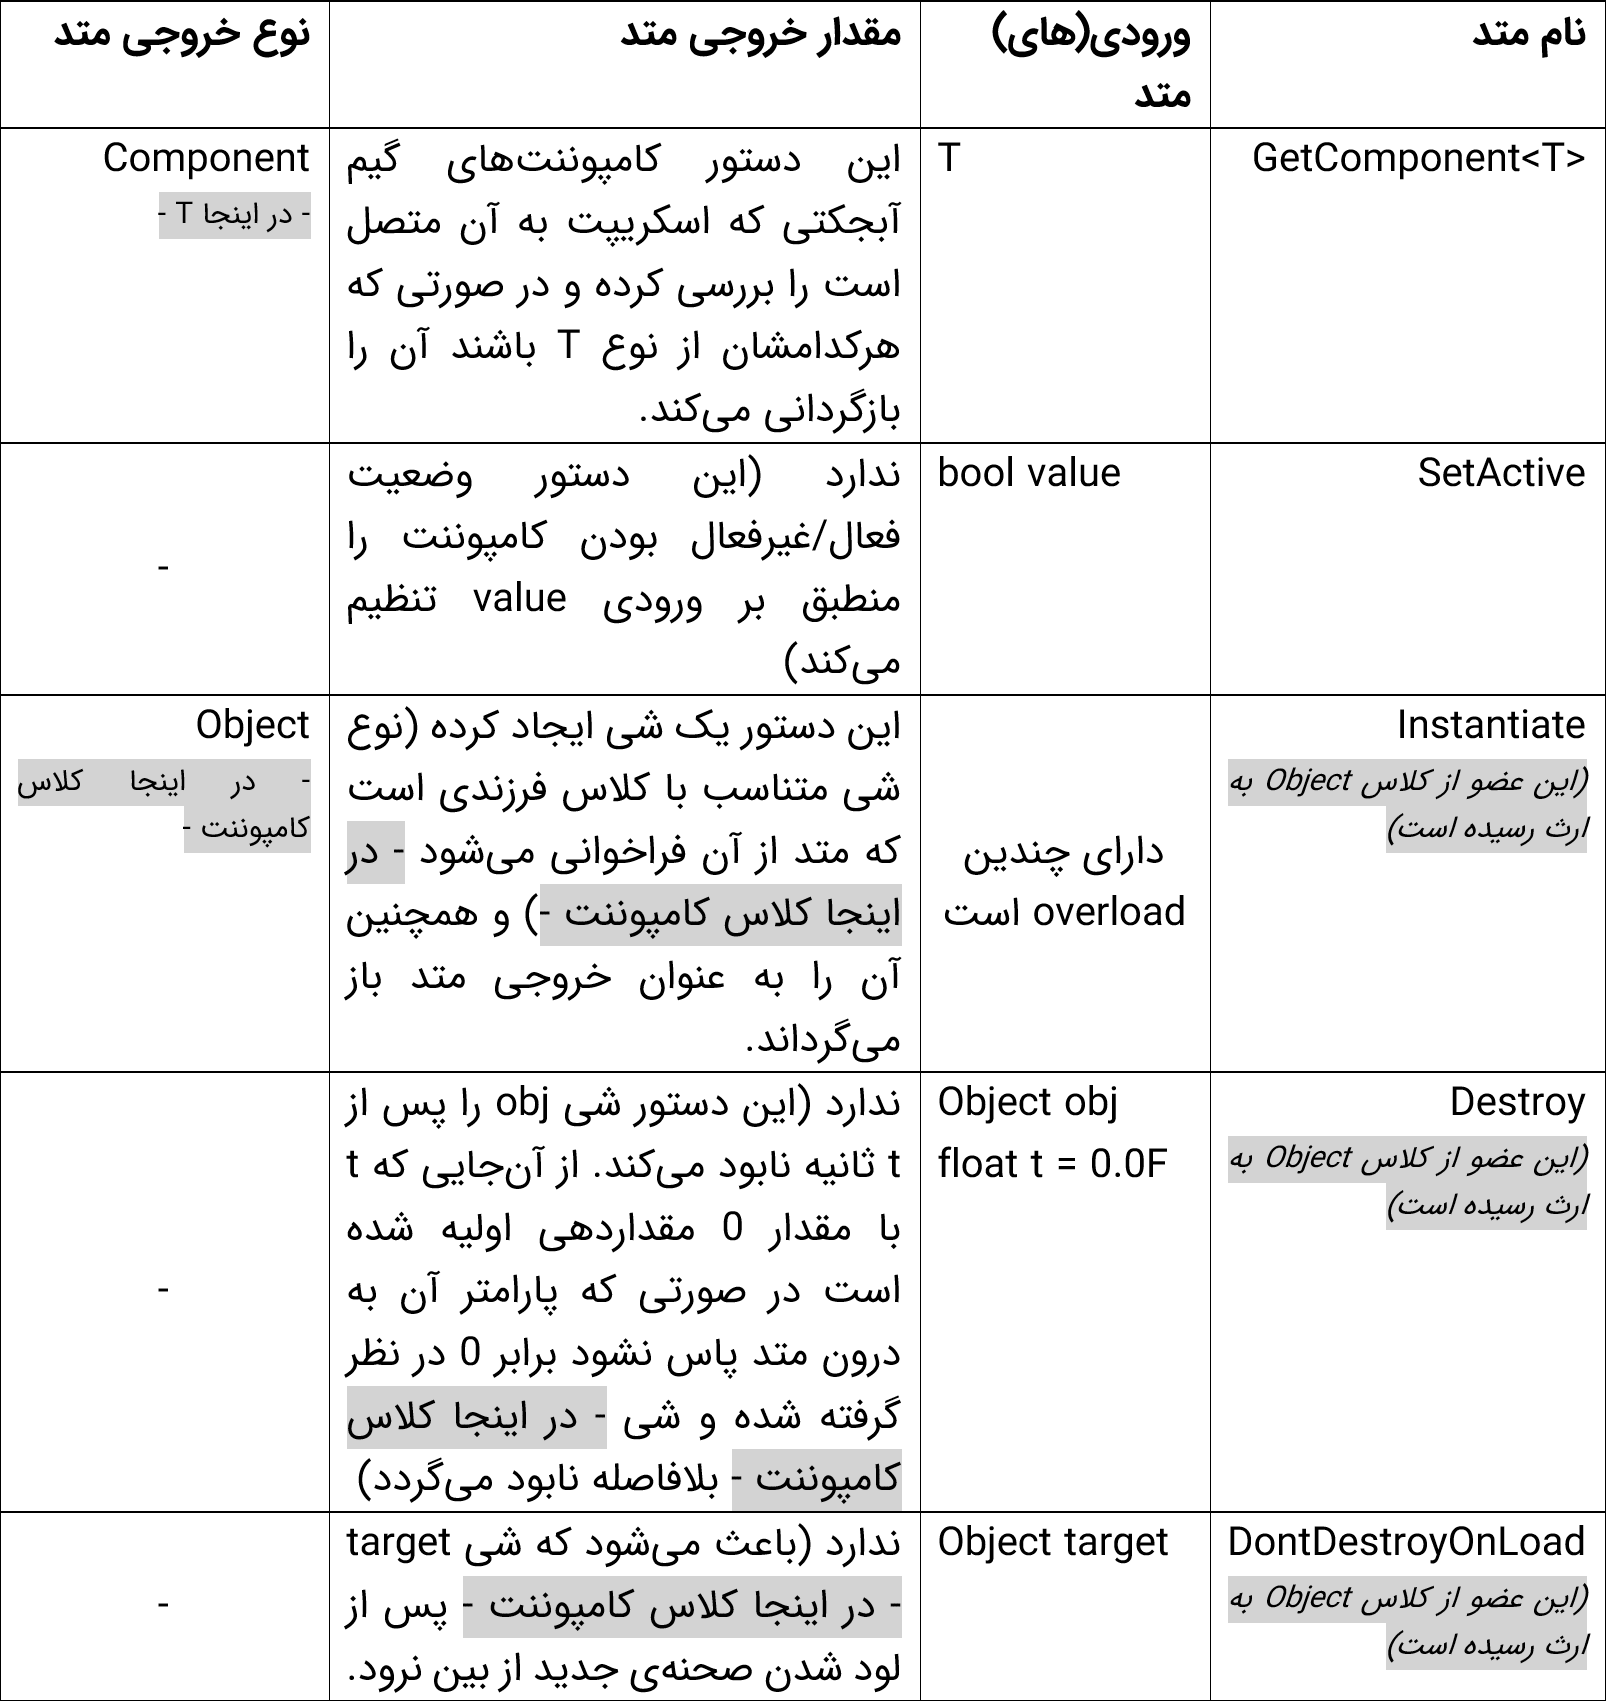 نام متد
ورودی(های)
متد
مقدار خروجی متد
نوع خروجی متد
GetComponent<T>
T
این دستور کامپوننت‌های گیم
آبجکتی که اسکریپت به آن متصل
است را بررسی کرده و در صورتی که
هرکدامشان از نوع T باشند آن را
بازگردانی می‌کند.
Component
- در اینجا T -
SetActive
bool value
ندارد (این دستور وضعیت
فعال/غیرفعال بودن کامپوننت را
منطبق بر ورودی value تنظیم
می‌کند)
-
Instantiate
(این عضو از کلاس Object به
ارث رسیده است)
دارای چندین
overload است
این دستور یک شی ایجاد کرده (نوع
شی متناسب با کلاس فرزندی است
که متد از آن فراخوانی می‌شود - در
اینجا کلاس کامپوننت -) و همچنین
آن را به عنوان خروجی متد باز
می‌گرداند.
Object
- در اینجا کلاس
کامپوننت -
Destroy
(این عضو از کلاس Object به
ارث رسیده است)
Object obj
float t = 0.0F
ندارد (این دستور شی obj را پس از
t ثانیه نابود می‌کند. از آن‌جایی که t
با مقدار 0 مقداردهی اولیه شده
است در صورتی که پارامتر آن به
درون متد پاس نشود برابر 0 در نظر
گرفته شده و شی - در اینجا کلاس
کامپوننت - بلافاصله نابود می‌گردد)
-
DontDestroyOnLoad
(این عضو از کلاس Object به
ارث رسیده است)
Object target
ندارد (باعث می‌شود که شی target
- در اینجا کلاس کامپوننت - پس از
لود شدن صحنه‌ی جدید از بین نرود.
-